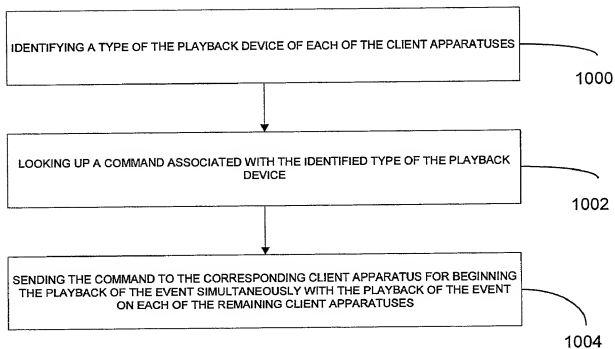 IDENTIFYING A TYPE OF THE PLAYBACK DEVICE OF EACH OF THE CLIENT APPARATUSES
1000
LOOKING UP A COMMAND ASSOCIATED WITH THE IDENTIFIED TYPE OF THE PLAYBACK
DEVICE
1002
SENDING THE COMMAND TO THE CORRESPONDING CLIENT APPARATUS FOR BEGINNING
THE PLAYBACK OF THE EVENT SIMULTANEOUSLY WITH THE PLAYBACK OF THE EVENT
ON EACH OF THE REMAINING CLIENT APPARATUSES
1004